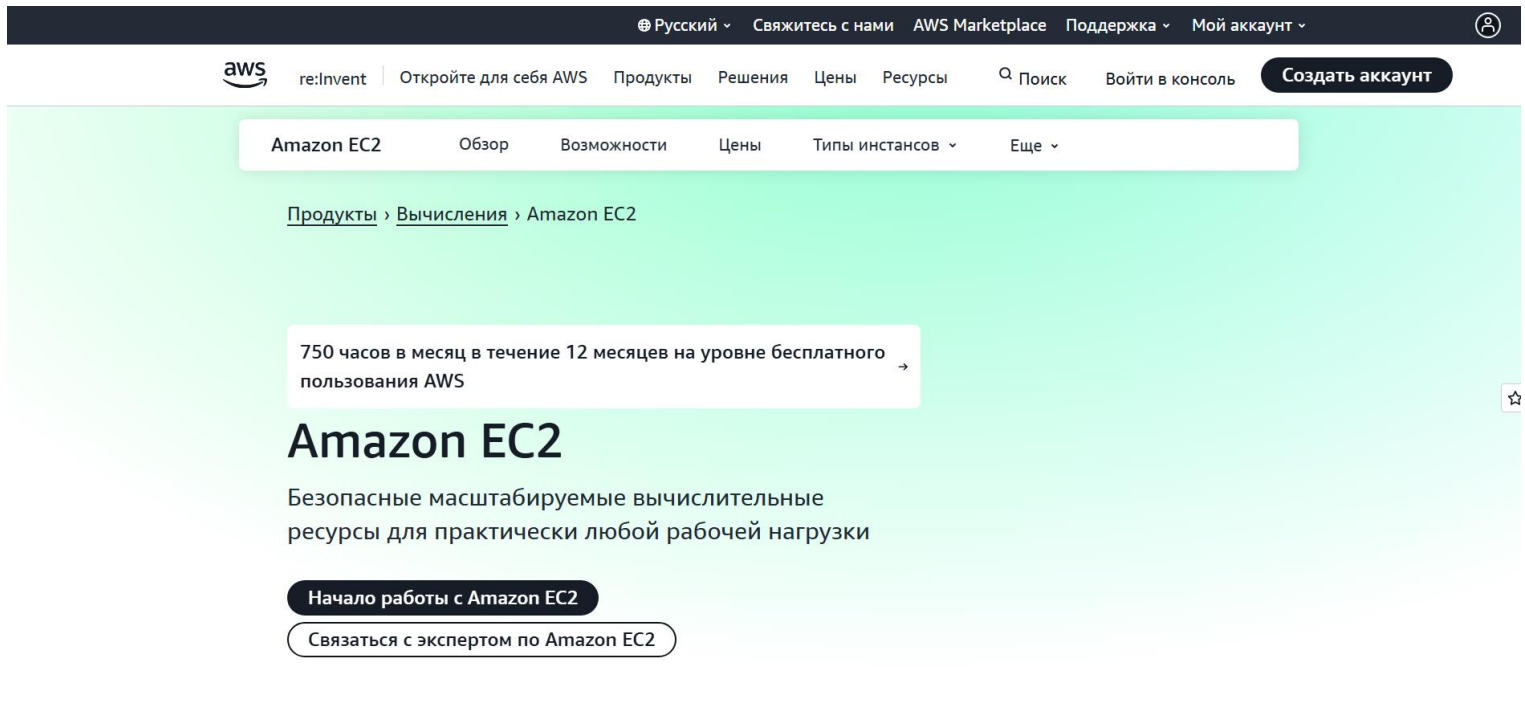 Русский Свяжитесь с нами AWS Marketplace Поддержка Мой аккаунт
aws re:Invent Откройте для себя AWS Продукты Решения Цены Ресурсы Поиск Войти в консоль Создать аккаунт
Amazon EC2 Обзор Возможности Цены Типы инстансов Еще
Продукты › Вычисления › Amazon EC2
750 часов в месяц в течение 12 месяцев на уровне бесплатного
пользования AWS →
Amazon EC2
Безопасные масштабируемые вычислительные
ресурсы для практически любой рабочей нагрузки
Начало работы с Amazon EC2
Связаться с экспертом по Amazon EC2